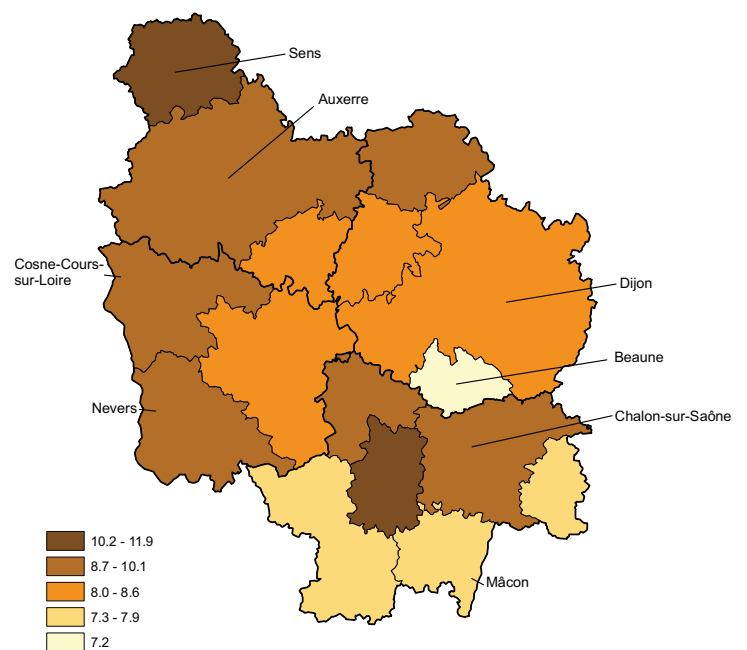 Sens
Auxerre
Cosne-Cours-
sur-Loire
Dijon
Beaune
Nevers
Chalon-sur-Saône
Mâcon
10.2 - 11.9
8.7 - 10.1
8.0 - 8.6
7.3 - 7.9
7.2